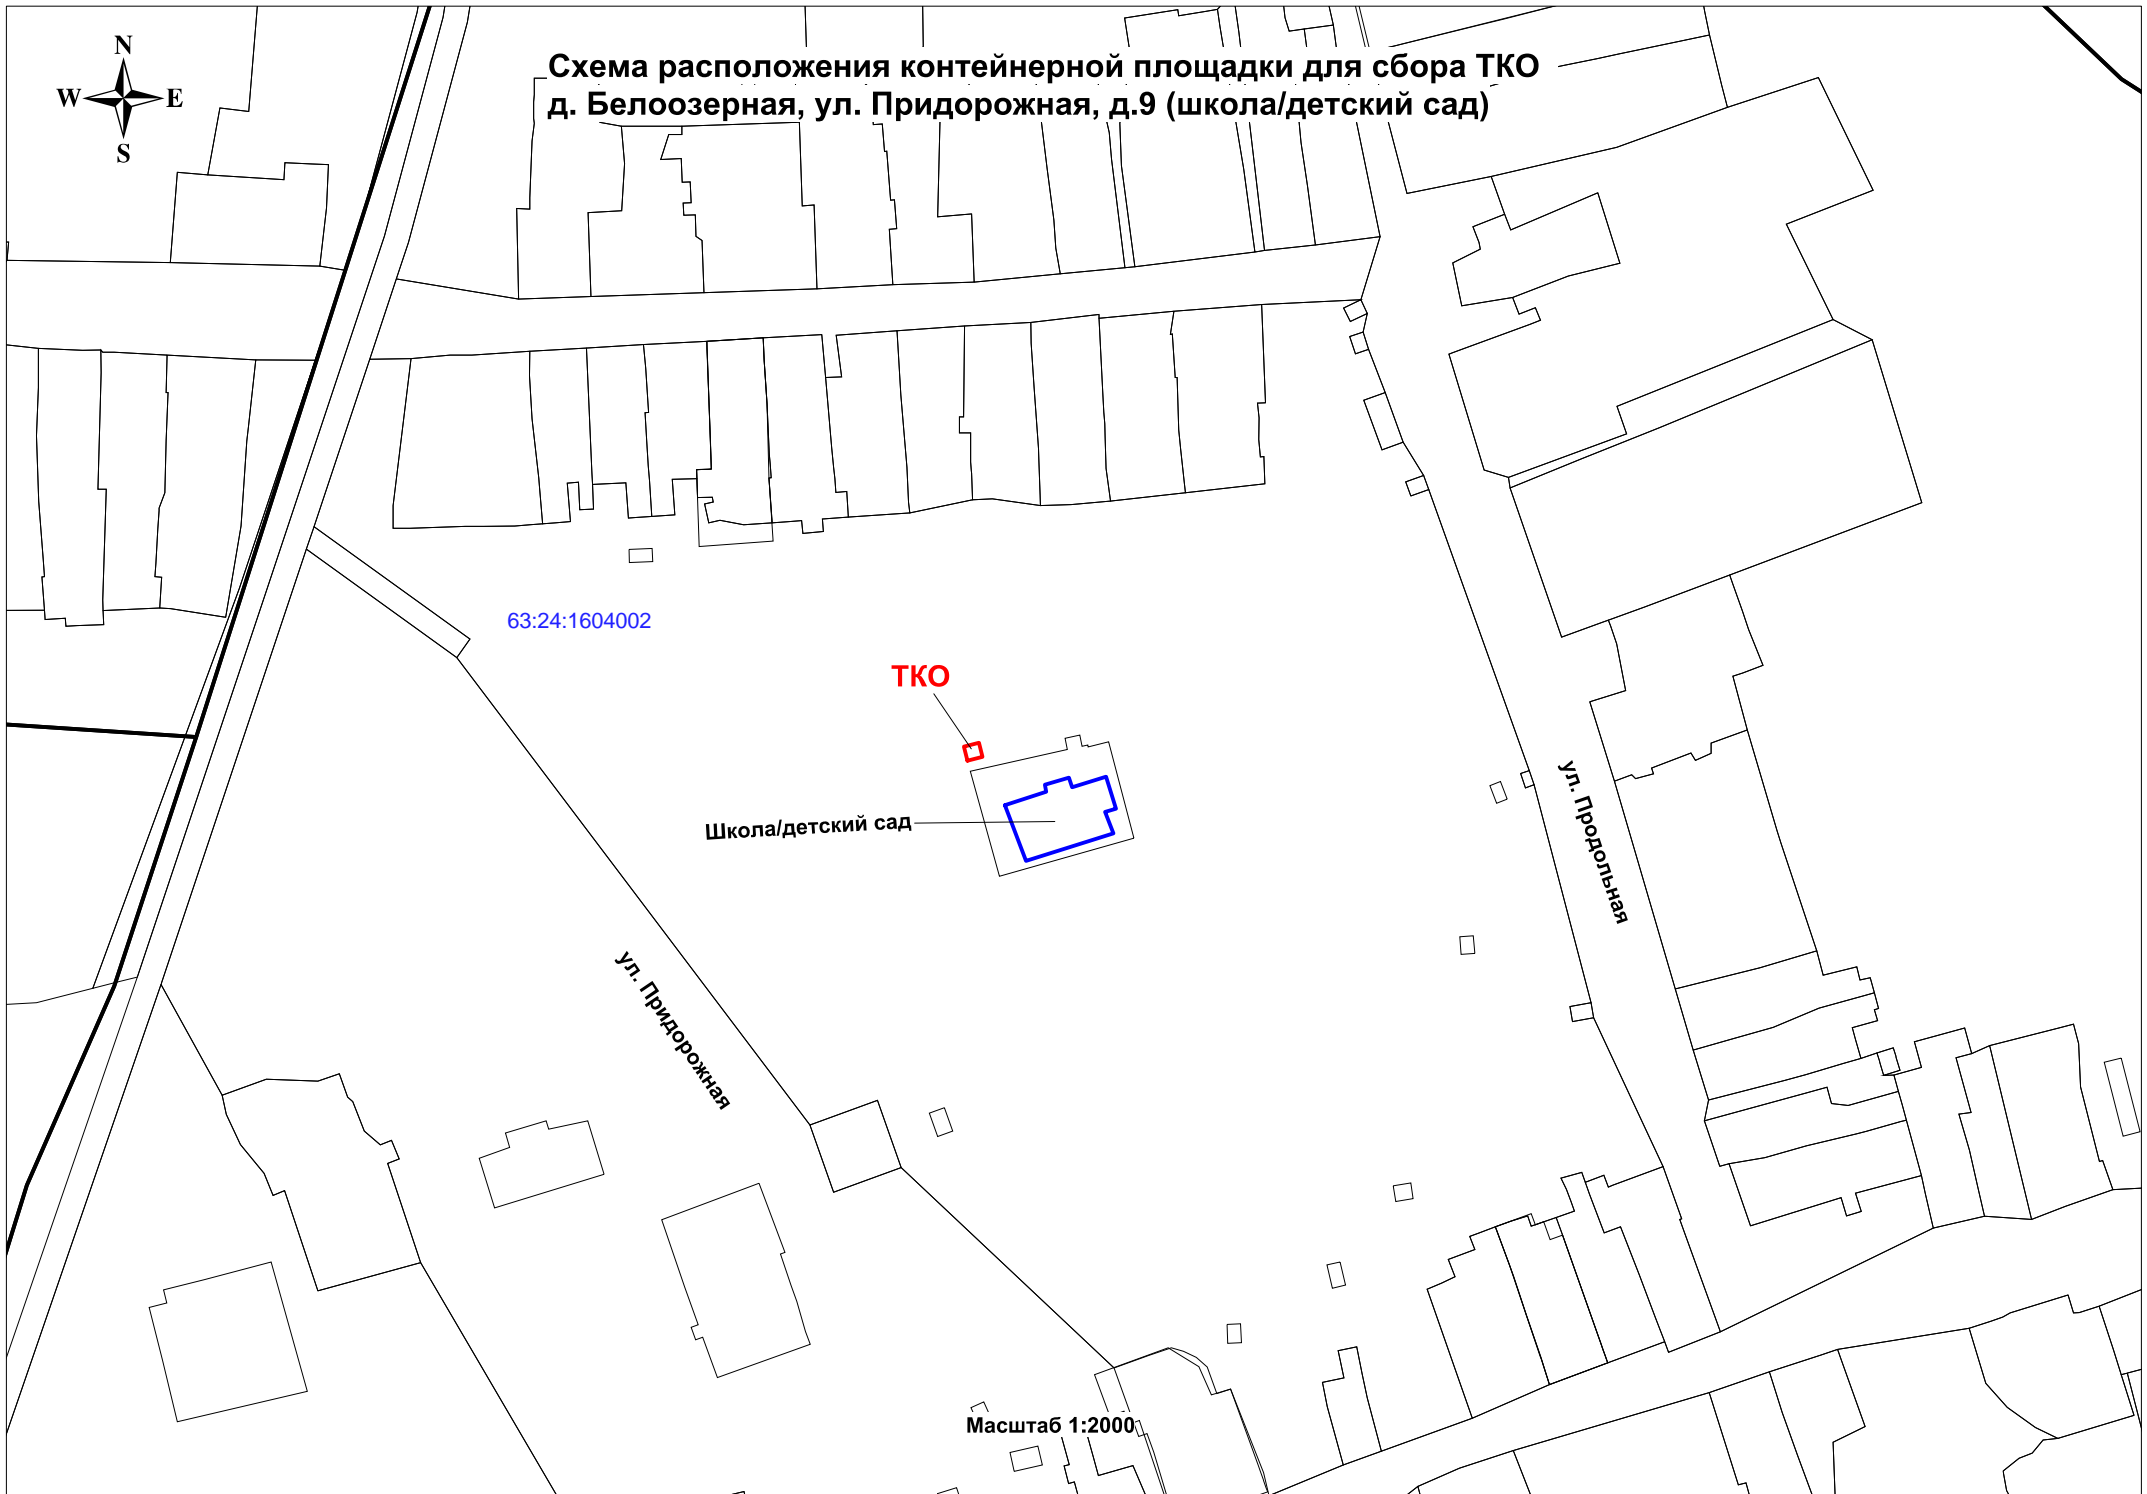 N
W E
S
Схема расположения контейнерной площадки для сбора ТКО
д. Белоозерная, ул. Придорожная, д.9 (школа/детский сад)
63:24:1604002
ТКО
Школа/детский сад
ул. Продольная
ул. Придорожная
Масштаб 1:2000